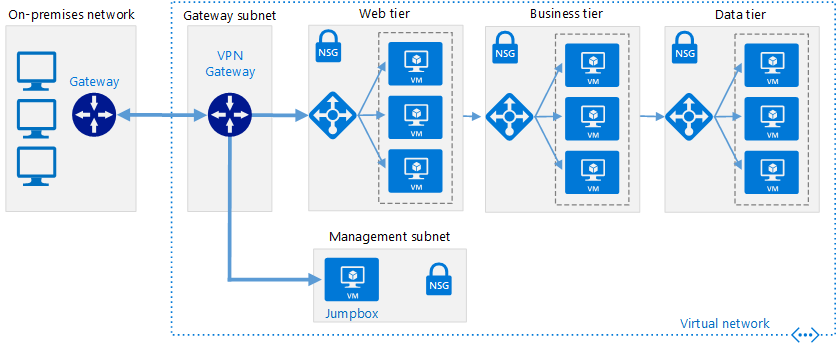 On-premises network
Gateway subnet
Web tier
Business tier
Data tier
Gateway
VPN
Gateway
NSG
VM
VM
VM
NSG
VM
VM
VM
NSG
VM
VM
VM
Management subnet
VM
NSG
Jumpbox
Virtual network